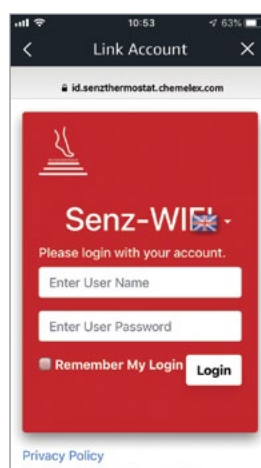 10:53
63%
Link Account
id.senzthermostat.chemelex.com
Senz-WIFI
Please login with your account.
Enter User Name
Enter User Password
Remember My Login
Login
Privacy Policy